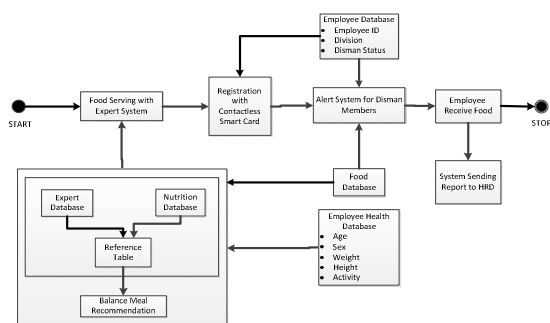 Employee Database
• Employee ID
• Division
• Disman Status
START
Food Serving with
Expert System
Registration
with
Contactless
Smart Card
Alert System for Disman
Members
Employee
Receive Food
STOP
System Sending
Report to HRD
Food
Database
Expert
Database
Nutrition
Database
Reference
Table
Balance Meal
Recommendation
Employee Health
Database
• Age
• Sex
• Weight
• Height
• Activity